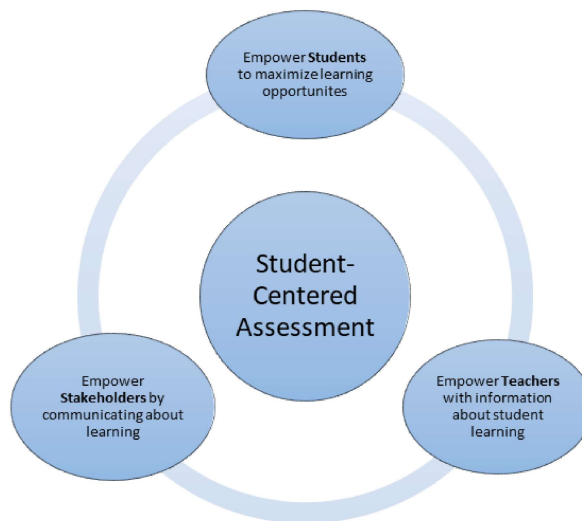 Empower Students
to maximize learning
opportunites
Student-
Centered
Assessment
Empower
Stakeholders by
communicating about
learning
Empower Teachers
with information
about student
learning